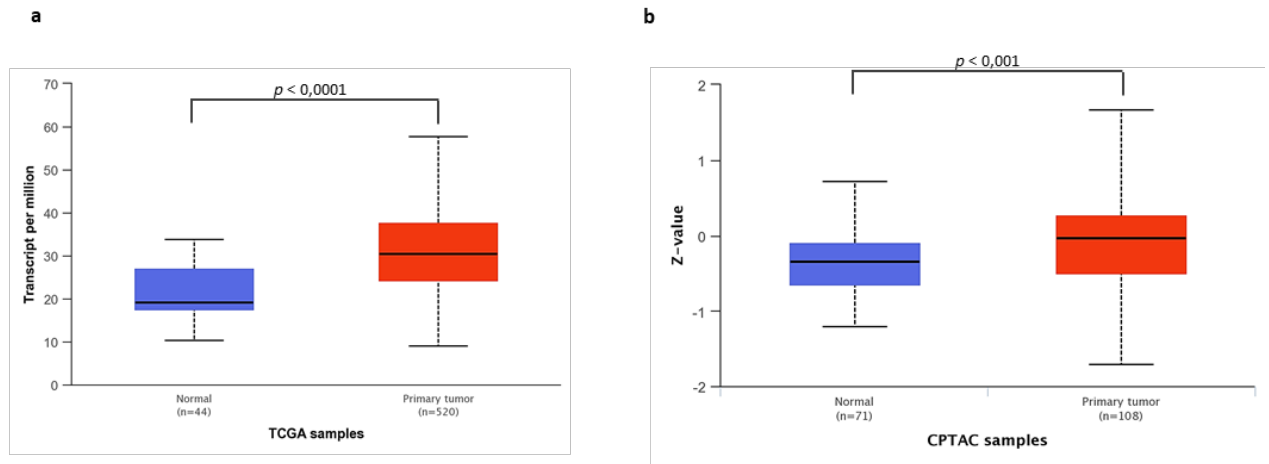 a
p < 0,0001
70
60
50
40
30
20
10
0
Transcript per million
Normal
(n=44)
Primary tumor
(n=520)
TCGA samples
b
p < 0,001
2
1
0
-1
-2
Z-value
Normal
(n=71)
Primary tumor
(n=108)
CPTAC samples